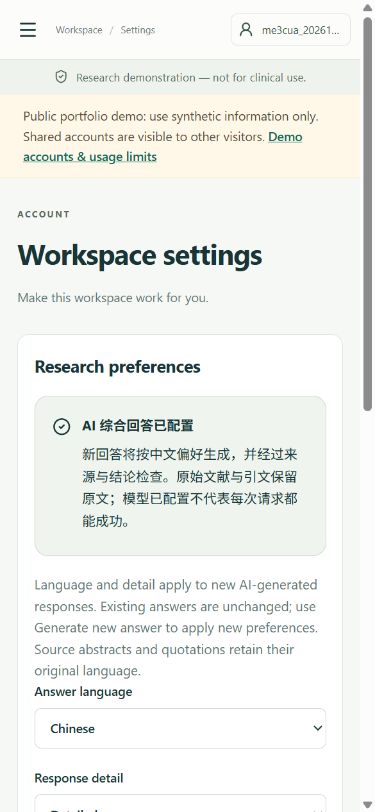 Workspace / Settings
me3cua_20261...
Research demonstration — not for clinical use.
Public portfolio demo: use synthetic information only.
Shared accounts are visible to other visitors. Demo
accounts & usage limits
ACCOUNT
Workspace settings
Make this workspace work for you.
Research preferences
AI 综合回答已配置
新回答将按中文偏好生成，并经过来
源与结论检查。原始文献与引文保留
原文；模型已配置不代表每次请求都
能成功。
Language and detail apply to new AI-generated
responses. Existing answers are unchanged; use
Generate new answer to apply new preferences.
Source abstracts and quotations retain their
original language.
Answer language
Chinese
Response detail